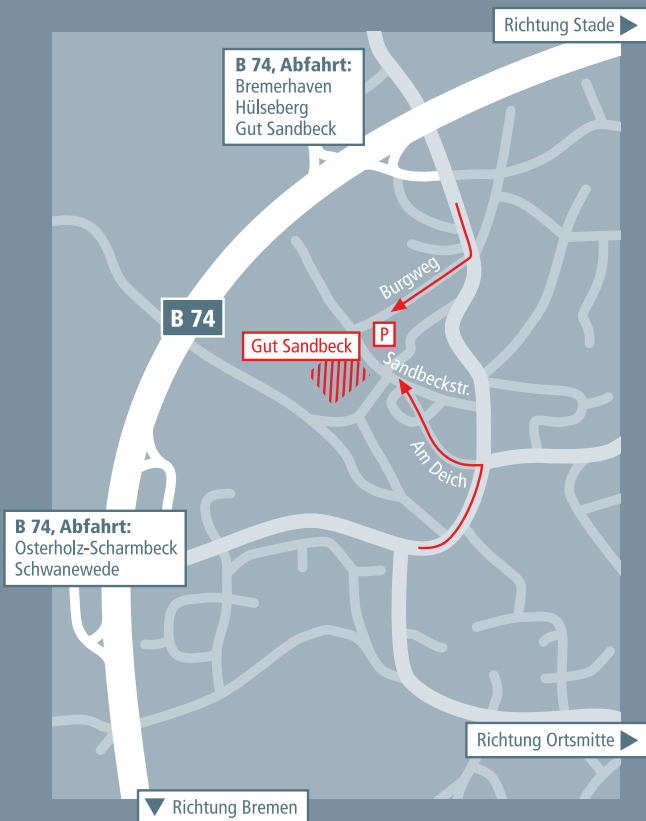 Richtung Stade
B 74, Abfahrt:
Bremerhaven
Hülseberg
Gut Sandbeck
Burgweg
B 74
P
Gut Sandbeck
Sandbeckstr.
Am Deich
B 74, Abfahrt:
Osterholz-Scharmbeck
Schwanewede
Richtung Ortsmitte
Richtung Bremen